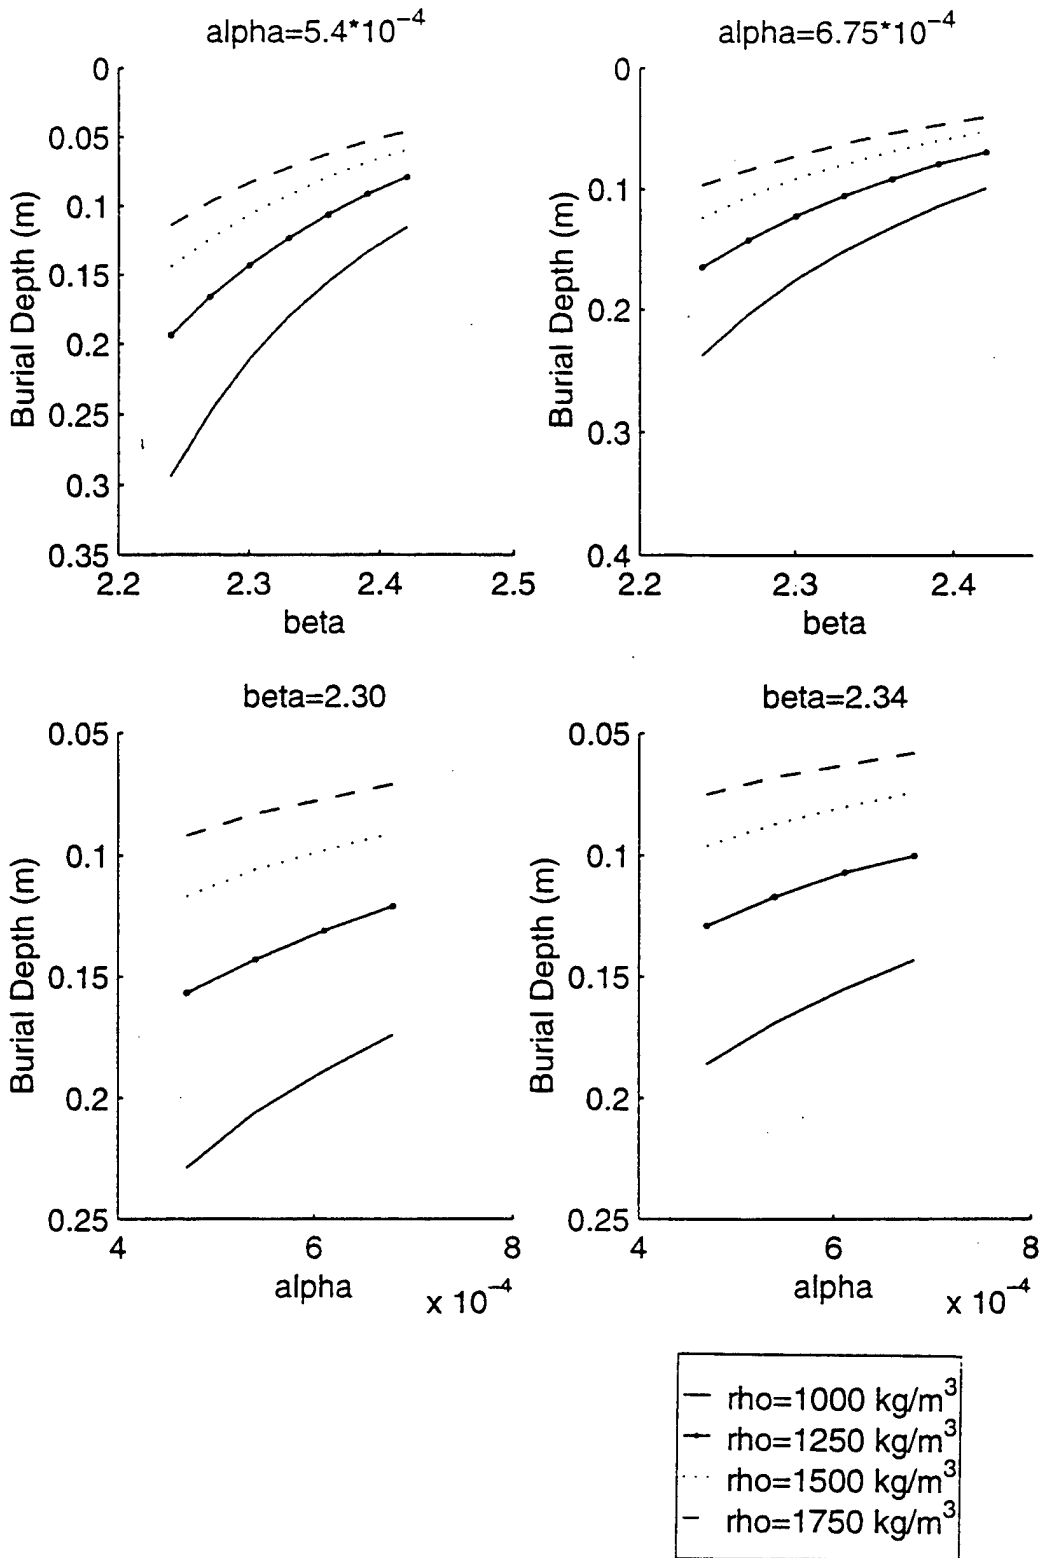 alpha=5.4*10⁻⁴
0
0.05
0.1
0.15
0.2
0.25
0.3
0.35
Burial Depth (m)
2.2 2.3 2.4 2.5
beta
alpha=6.75*10⁻⁴
0
0.1
0.2
0.3
0.4
Burial Depth (m)
2.2 2.3 2.4
beta
beta=2.30
0.05
0.1
0.15
0.2
0.25
Burial Depth (m)
4 6 8
alpha
x 10⁻⁴
beta=2.34
0.05
0.1
0.15
0.2
0.25
Burial Depth (m)
4 6 8
alpha
x 10⁻⁴
rho=1000 kg/m³
rho=1250 kg/m³
rho=1500 kg/m³
rho=1750 kg/m³